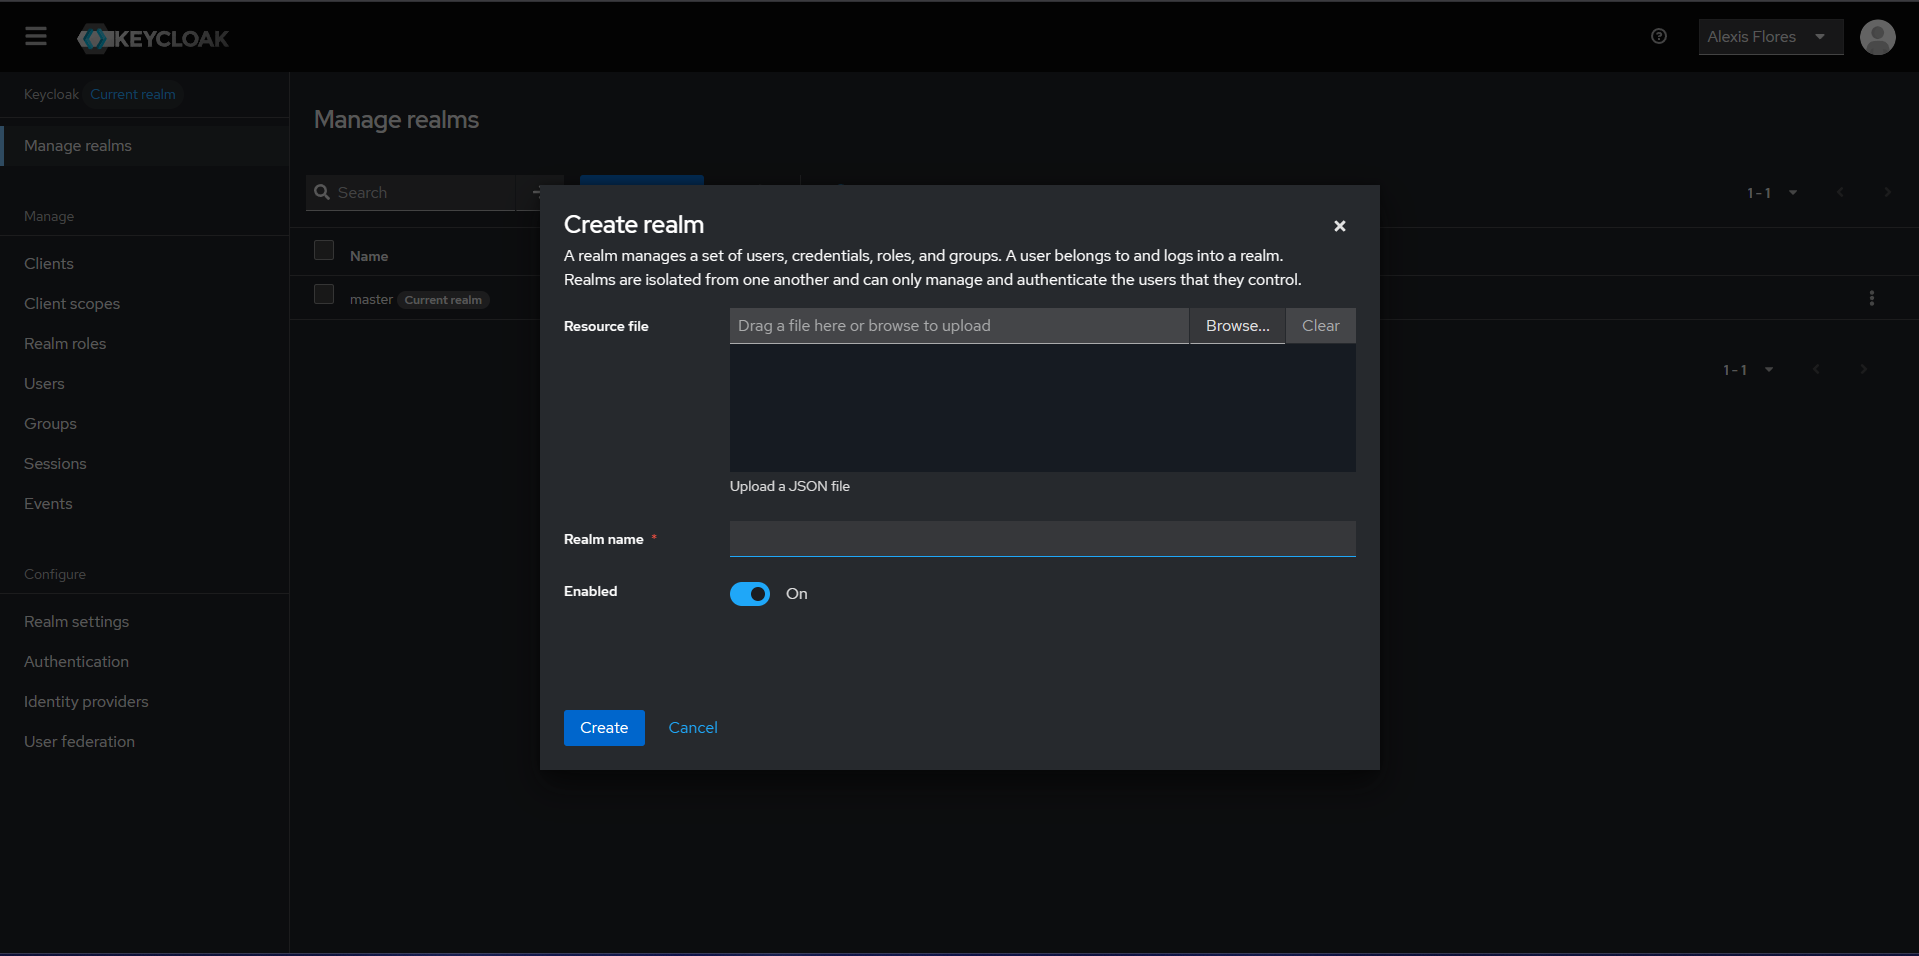 KEYCLOAK
Alexis Flores
Keycloak Current realm
Manage realms
Manage
Clients
Client scopes
Realm roles
Users
Groups
Sessions
Events
Configure
Realm settings
Authentication
Identity providers
User federation
Manage realms
Search
1 - 1
Name
master Current realm
1 - 1
Create realm
A realm manages a set of users, credentials, roles, and groups. A user belongs to and logs into a realm.
Realms are isolated from one another and can only manage and authenticate the users that they control.
Resource file
Drag a file here or browse to upload
Browse...
Clear
Upload a JSON file
Realm name *
Enabled
On
Create
Cancel